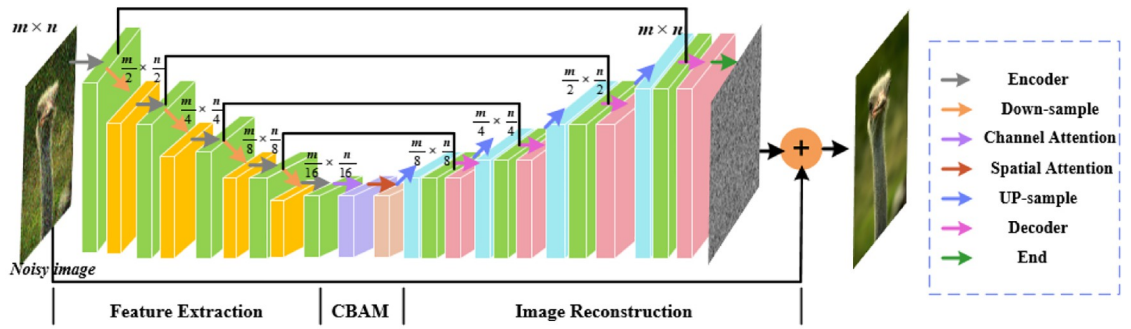 m × n
m/2 × n/2
m/4 × n/4
m/8 × n/8
m/16 × n/16
m/8 × n/8
m/4 × n/4
m/2 × n/2
m × n
+
Noisy image
Feature Extraction
CBAM
Image Reconstruction
Encoder
Down-sample
Channel Attention
Spatial Attention
UP-sample
Decoder
End